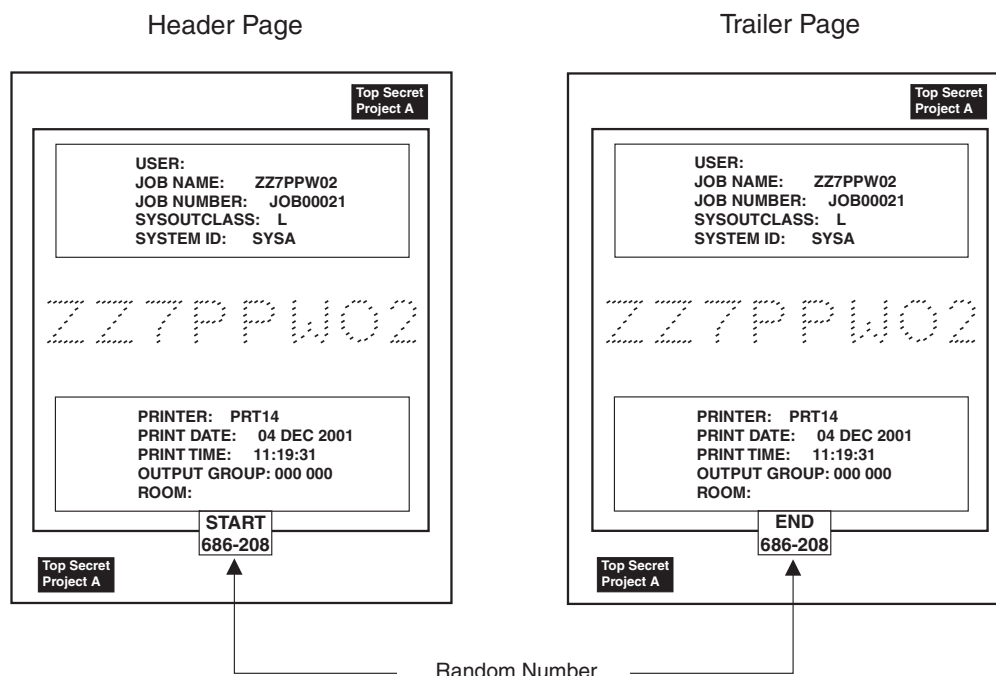 Header Page
Top Secret
Project A
USER:
JOB NAME: ZZ7PPW02
JOB NUMBER: JOB00021
SYSOUTCLASS: L
SYSTEM ID: SYSA
ZZ7PPW02
PRINTER: PRT14
PRINT DATE: 04 DEC 2001
PRINT TIME: 11:19:31
OUTPUT GROUP: 000 000
ROOM:
START
686-208
Top Secret
Project A
Trailer Page
Top Secret
Project A
USER:
JOB NAME: ZZ7PPW02
JOB NUMBER: JOB00021
SYSOUTCLASS: L
SYSTEM ID: SYSA
ZZ7PPW02
PRINTER: PRT14
PRINT DATE: 04 DEC 2001
PRINT TIME: 11:19:31
OUTPUT GROUP: 000 000
ROOM:
END
686-208
Top Secret
Project A
Random Number